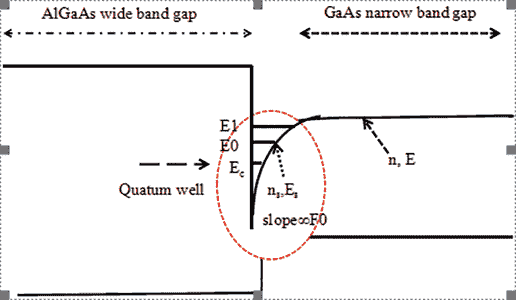 AlGaAs wide band gap
GaAs narrow band gap
E1
E0
Ec
Quatum well
ns,Es
slope∞F0
n, E